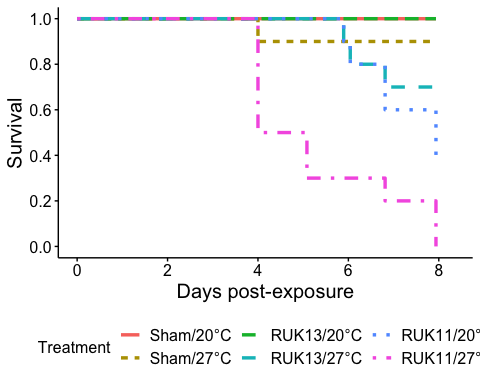 1.0
0.8
0.6
0.4
0.2
0.0
Survival
0 2 4 6 8
Days post-exposure
Treatment
Sham/20°C RUK13/20°C RUK11/20°
Sham/27°C RUK13/27°C RUK11/27°